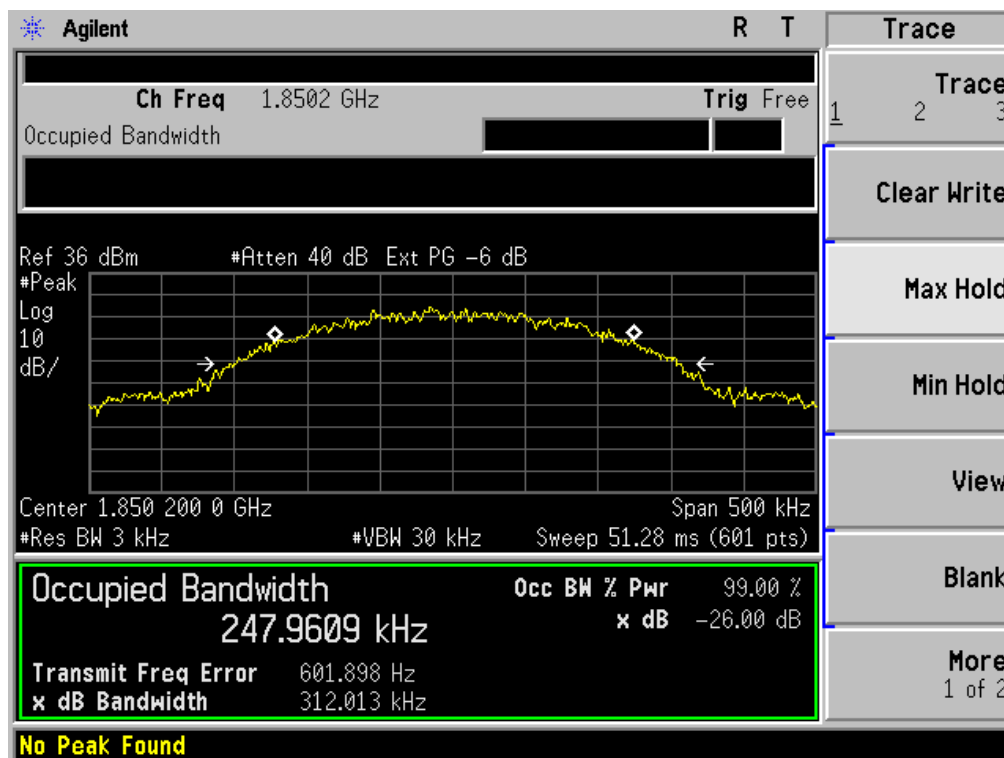 Agilent R T
Ch Freq 1.8502 GHz Trig Free
Occupied Bandwidth
Ref 36 dBm #Atten 40 dB Ext PG -6 dB
#Peak
Log
10
dB/
Center 1.850 200 0 GHz Span 500 kHz
#Res BW 3 kHz #VBW 30 kHz Sweep 51.28 ms (601 pts)
Occupied Bandwidth Occ BW % Pwr 99.00 %
247.9609 kHz x dB -26.00 dB
Transmit Freq Error 601.898 Hz
x dB Bandwidth 312.013 kHz
No Peak Found
Trace
Trace
1 2 3
Clear Write
Max Hold
Min Hold
View
Blank
More
1 of 2